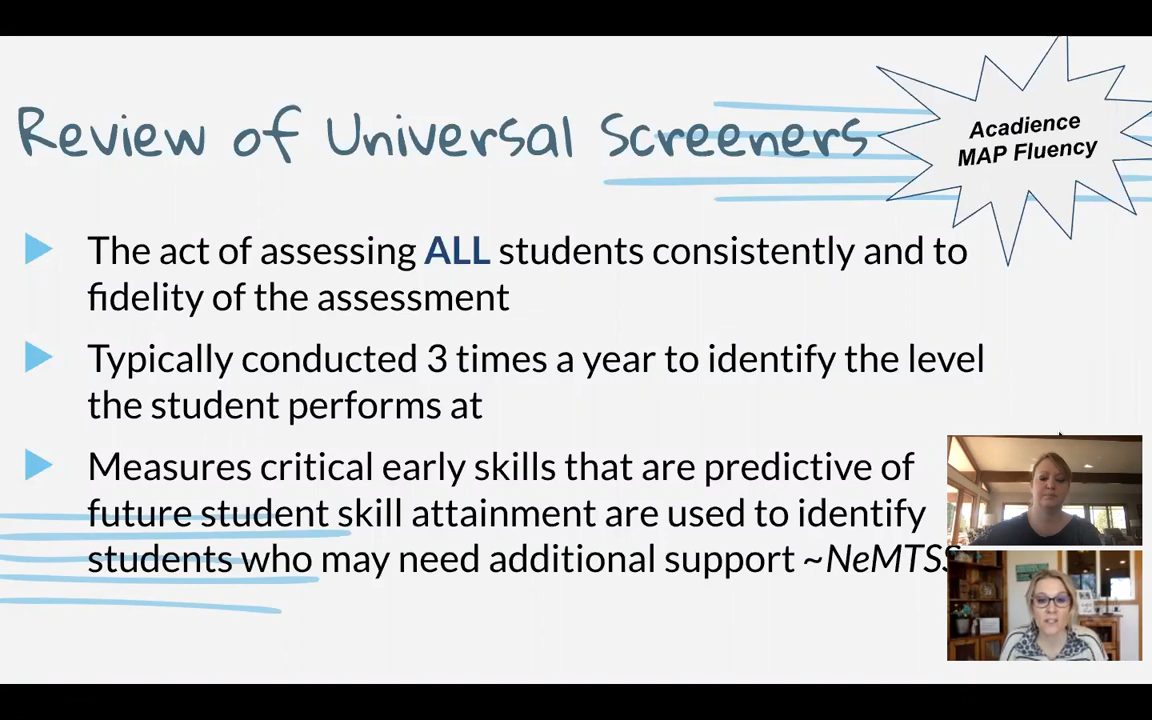 Review of Universal Screeners
Acadience
MAP Fluency
The act of assessing ALL students consistently and to
fidelity of the assessment
Typically conducted 3 times a year to identify the level
the student performs at
Measures critical early skills that are predictive of
future student skill attainment are used to identify
students who may need additional support ~NeMTSS